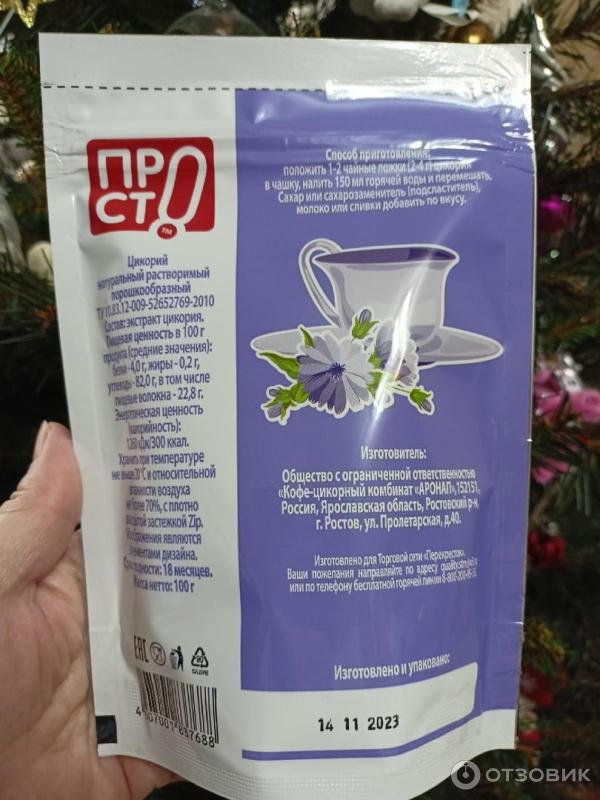 ПР
СТО!
TM
Цикорий
натуральный растворимый
порошкообразный
ТУ 10.83.12-009-52652769-2010
Состав: экстракт цикория.
Пищевая ценность в 100 г
продукта (средние значения):
белки - 4,0 г, жиры - 0,2 г,
углеводы - 82,0 г, в том числе
пищевые волокна - 22,8 г.
Энергетическая ценность
(калорийность):
1260 кДж/300 ккал.
Хранить при температуре
не выше 20°С и относительной
влажности воздуха
не более 70%, с плотно
закрытой застежкой Zip.
Изображения являются
элементами дизайна.
Срок годности: 18 месяцев.
Масса нетто: 100 г
EAC
90
C/LDPE
4607001837688
Способ приготовления:
положить 1-2 чайные ложки (2-4 г) цикория
в чашку, налить 150 мл горячей воды и перемешать.
Сахар или сахарозаменитель (подсластитель),
молоко или сливки добавить по вкусу.
Изготовитель:
Общество с ограниченной ответственностью
«Кофе-цикорный комбинат «АРОНАП», 152151,
Россия, Ярославская область, Ростовский р-н,
г. Ростов, ул. Пролетарская, д.40.
Изготовлено для Торговой сети «Перекресток».
Ваши пожелания направляйте по адресу
или по телефону бесплатной горячей линии
Изготовлено и упаковано:
14 11 2023
ОТЗОВИК